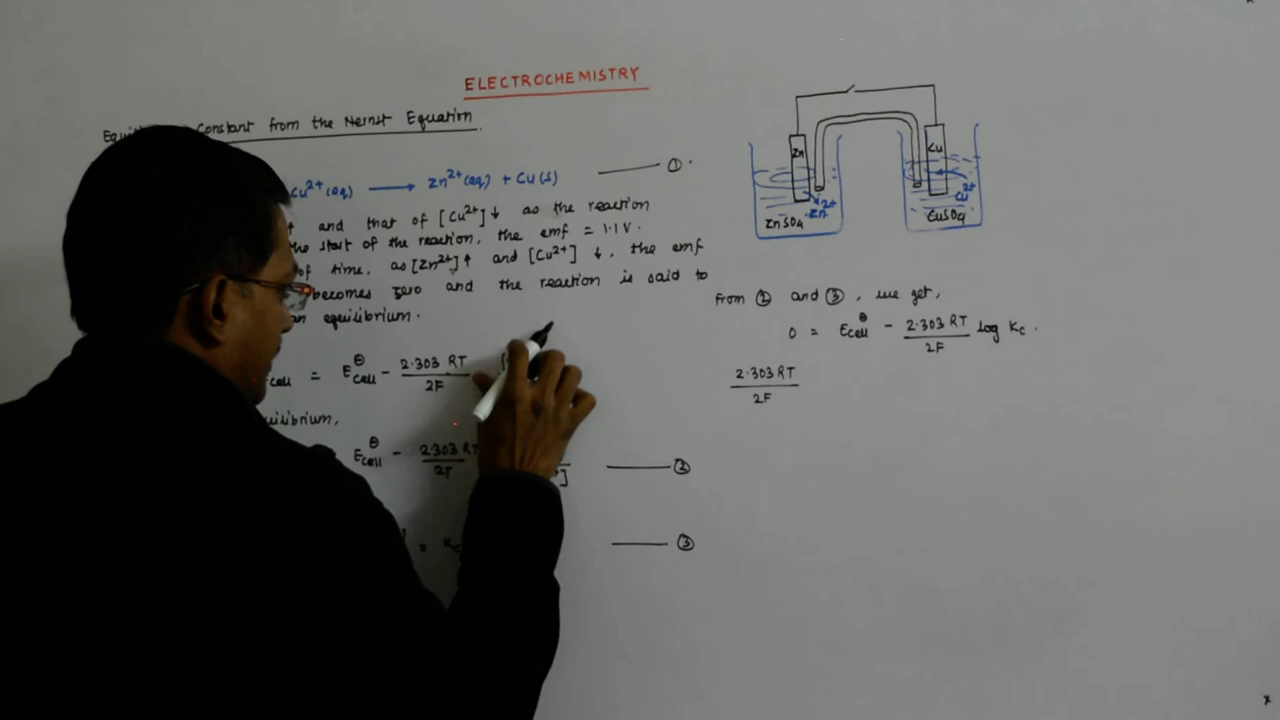 ELECTROCHEMISTRY
Constant from the Nernst Equation.
Cu²⁺(aq) ⟶ Zn²⁺(aq) + Cu(s) —— ①.
and that of [Cu²⁺]↓ as the reaction
start of the reaction, the emf = 1.1V.
of time, as [Zn²⁺]↑ and [Cu²⁺]↓, the emf
becomes zero and the reaction is said to
an equilibrium.
cell = E⊖cell - 2.303 RT / 2F
E⊖cell - 2.303 RT / 2F —— ②
= Kc —— ③
Zn
Cu
Zn²⁺
Cu²⁺
ZnSO4
CuSO4
From ② and ③, we get,
0 = E⊖cell - 2.303 RT / 2F log Kc.
2.303 RT / 2F